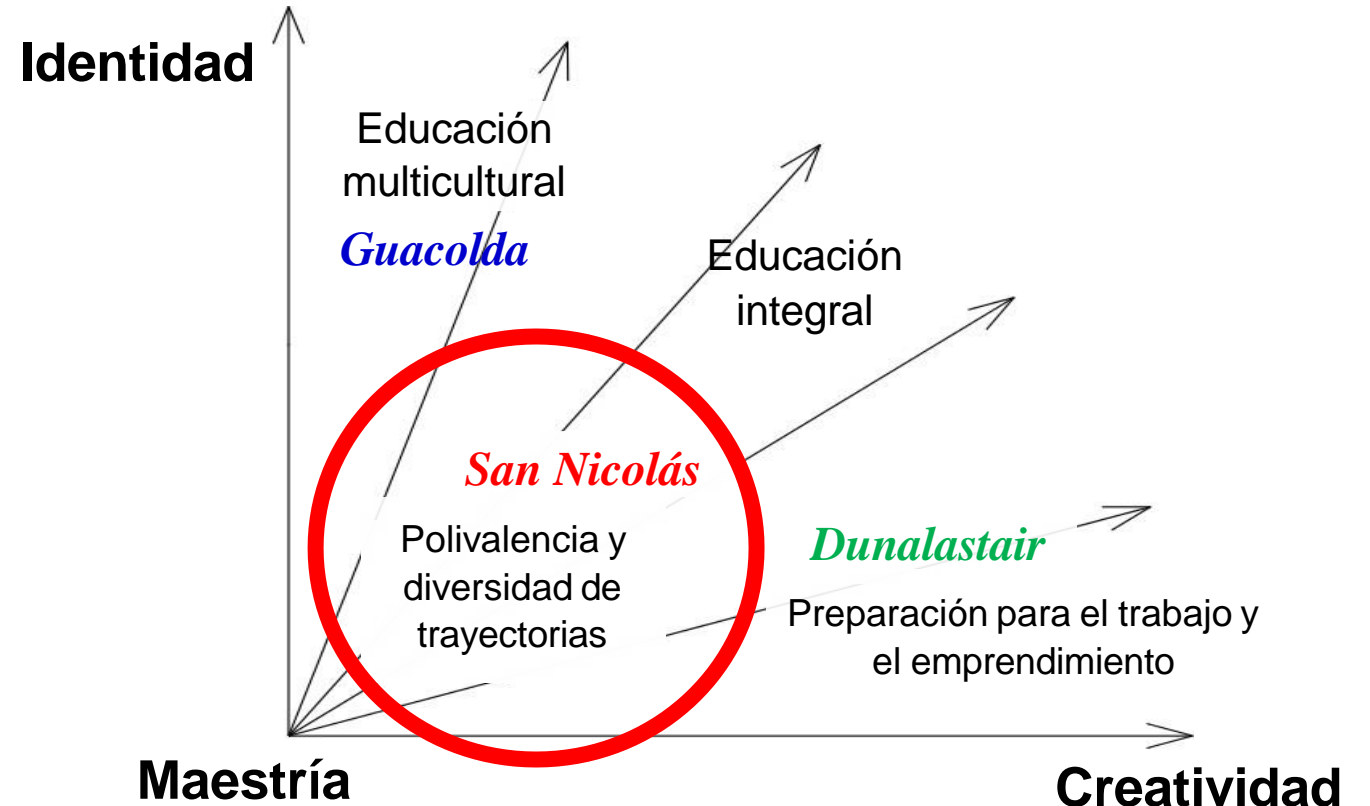 Identidad
Educación
multicultural
Guacolda
Educación
integral
San Nicolás
Polivalencia y
diversidad de
trayectorias
Dunalastair
Preparación para el trabajo y
el emprendimiento
Maestría
Creatividad